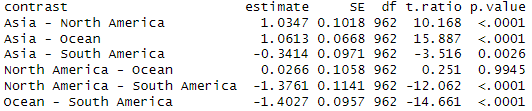 contrast estimate SE df t.ratio p.value
Asia - North America 1.0347 0.1018 962 10.168 <.0001
Asia - Ocean 1.0613 0.0668 962 15.887 <.0001
Asia - South America -0.3414 0.0971 962 -3.516 0.0026
North America - Ocean 0.0266 0.1058 962 0.251 0.9945
North America - South America -1.3761 0.1141 962 -12.062 <.0001
Ocean - South America -1.4027 0.0957 962 -14.661 <.0001